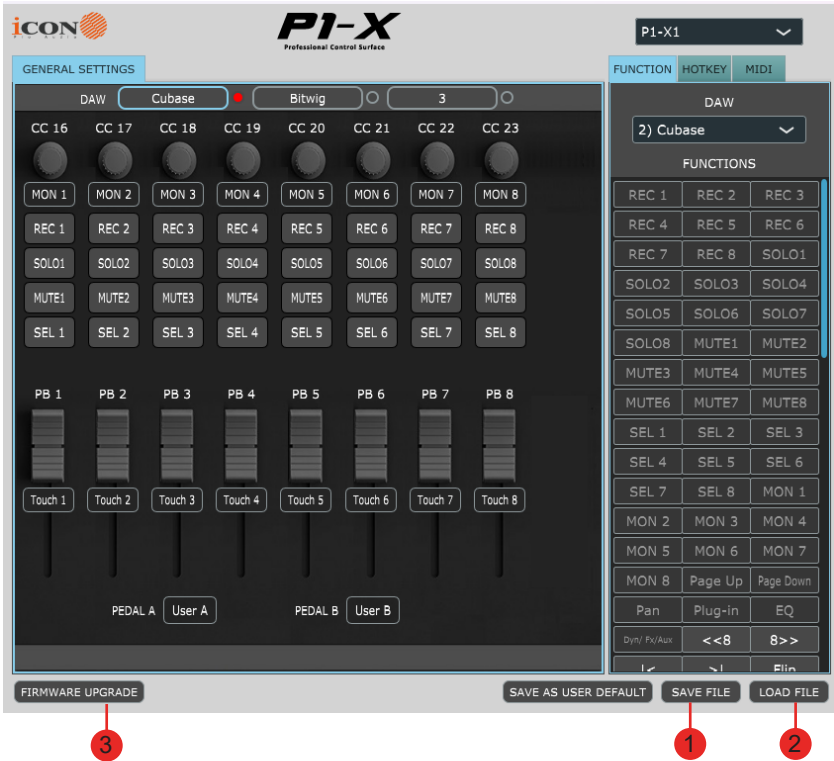 iCON
Pro Audio
P1-X
Professional Control Surface
P1-X1
GENERAL SETTINGS
DAW Cubase Bitwig 3
CC 16 CC 17 CC 18 CC 19 CC 20 CC 21 CC 22 CC 23
MON 1 MON 2 MON 3 MON 4 MON 5 MON 6 MON 7 MON 8
REC 1 REC 2 REC 3 REC 4 REC 5 REC 6 REC 7 REC 8
SOLO1 SOLO2 SOLO3 SOLO4 SOLO5 SOLO6 SOLO7 SOLO8
MUTE1 MUTE2 MUTE3 MUTE4 MUTE5 MUTE6 MUTE7 MUTE8
SEL 1 SEL 2 SEL 3 SEL 4 SEL 5 SEL 6 SEL 7 SEL 8
PB 1 PB 2 PB 3 PB 4 PB 5 PB 6 PB 7 PB 8
Touch 1 Touch 2 Touch 3 Touch 4 Touch 5 Touch 6 Touch 7 Touch 8
PEDAL A User A PEDAL B User B
FUNCTION HOTKEY MIDI
DAW
2) Cubase
FUNCTIONS
REC 1 REC 2 REC 3
REC 4 REC 5 REC 6
REC 7 REC 8 SOLO1
SOLO2 SOLO3 SOLO4
SOLO5 SOLO6 SOLO7
SOLO8 MUTE1 MUTE2
MUTE3 MUTE4 MUTE5
MUTE6 MUTE7 MUTE8
SEL 1 SEL 2 SEL 3
SEL 4 SEL 5 SEL 6
SEL 7 SEL 8 MON 1
MON 2 MON 3 MON 4
MON 5 MON 6 MON 7
MON 8 Page Up Page Down
Pan Plug-in EQ
Dyn/ Fx/Aux <<8 8>>
|< >| Flip
FIRMWARE UPGRADE SAVE AS USER DEFAULT SAVE FILE LOAD FILE
3 1 2